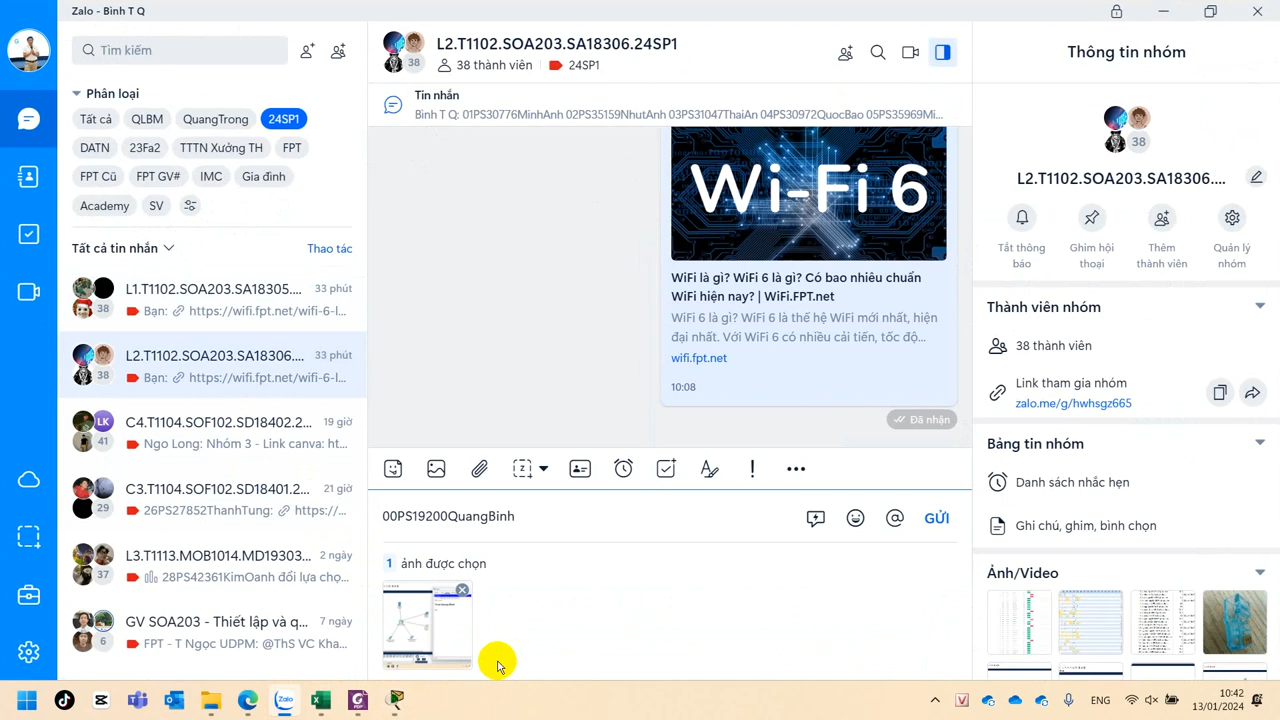 Zalo - Bình T Q
Tìm kiếm
Phân loại
Tất cả
QLBM
QuangTrong
24SP1
DATN
23Fa2
TTTN Xưởng TH
FPT
FPT Cũ
FPT GV#
IMC
Gia đình
Academy
SV
Tất cả tin nhắn
Thao tác
L1.T1102.SOA203.SA18305....
33 phút
38
Bạn: https://wifi.fpt.net/wifi-6-l...
L2.T1102.SOA203.SA18306....
33 phút
38
Bạn: https://wifi.fpt.net/wifi-6-l...
LK
C4.T1104.SOF102.SD18402.2...
19 giờ
41
Ngo Long: Nhóm 3 - Link canva: ht...
C3.T1104.SOF102.SD18401.2...
21 giờ
29
26PS27852ThanhTung: https:/...
L3.T1113.MOB1014.MD19303...
2 ngày
37
28PS42361KimOanh đổi lựa chọ...
GV SOA203 - Thiết lập và q...
7 ngày
6
FPT - T Ngọc UDPM: @ThS VC Kha...
L2.T1102.SOA203.SA18306.24SP1
38
38 thành viên
24SP1
Tin nhắn
Bình T Q: 01PS30776MinhAnh 02PS35159NhutAnh 03PS31047ThaiAn 04PS30972QuocBao 05PS35969Mi...
Wi-Fi 6
WiFi là gì? WiFi 6 là gì? Có bao nhiêu chuẩn
WiFi hiện nay? | WiFi.FPT.net
WiFi 6 là gì? WiFi 6 là thế hệ WiFi mới nhất, hiện
đại nhất. Với WiFi 6 có nhiều cải tiến, tốc độ...
wifi.fpt.net
10:08
Đã nhận
00PS19200QuangBinh
GỬI
1 ảnh được chọn
Thông tin nhóm
38
L2.T1102.SOA203.SA18306....
Tắt thông
báo
Ghim hội
thoại
Thêm
thành viên
Quản lý
nhóm
Thành viên nhóm
38 thành viên
Link tham gia nhóm
zalo.me/g/hwhsgz665
Bảng tin nhóm
Danh sách nhắc hẹn
Ghi chú, ghim, bình chọn
Ảnh/Video
Zalo
ENG
10:42
13/01/2024